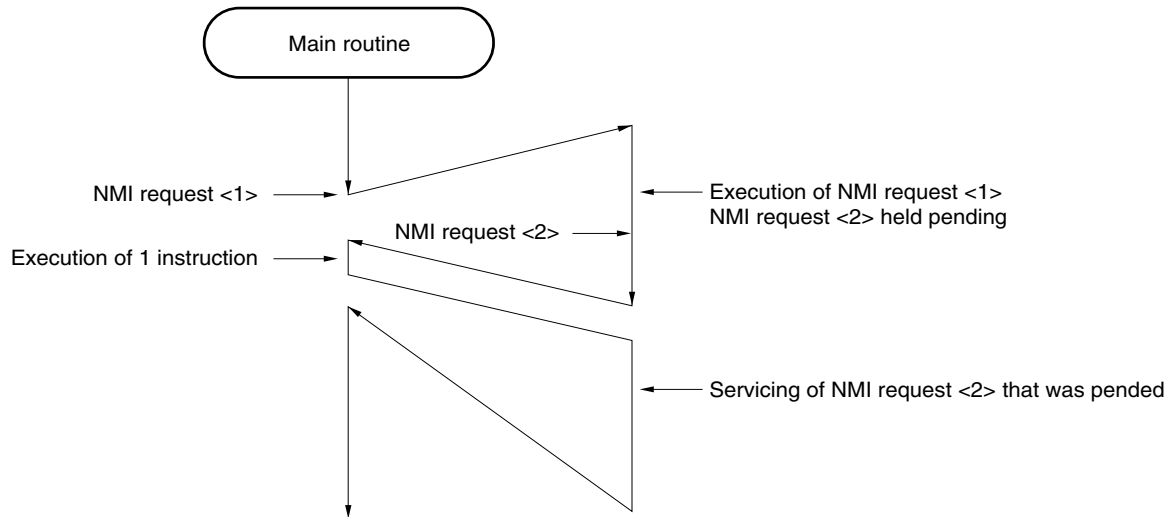 Main routine
NMI request <1>
Execution of NMI request <1>
NMI request <2> held pending
NMI request <2>
Execution of 1 instruction
Servicing of NMI request <2> that was pended